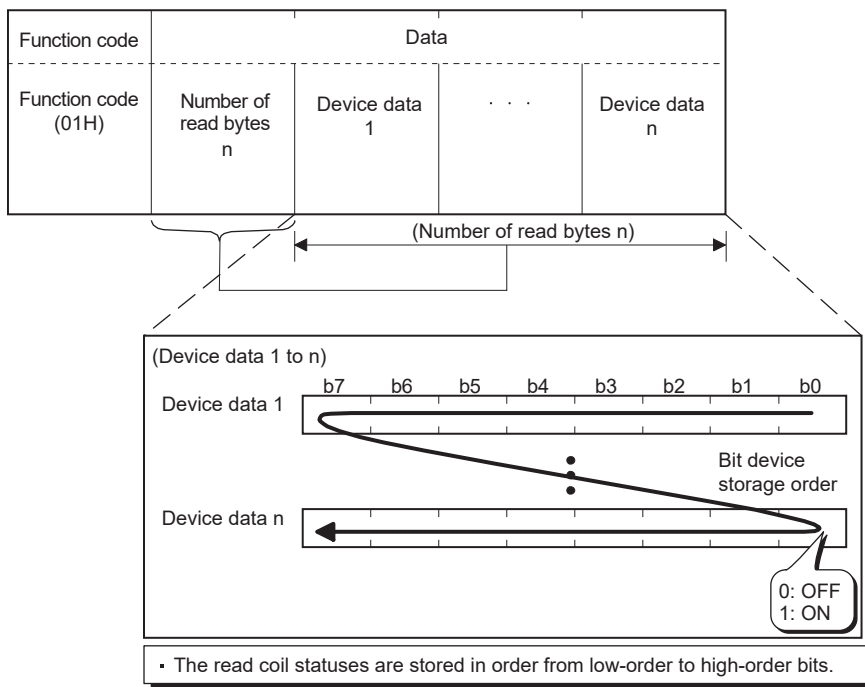 Function code
Data
Function code
(01H)
Number of
read bytes
n
Device data
1
· · ·
Device data
n
(Number of read bytes n)
(Device data 1 to n)
b7 b6 b5 b4 b3 b2 b1 b0
Device data 1
Bit device
storage order
Device data n
0: OFF
1: ON
· The read coil statuses are stored in order from low-order to high-order bits.